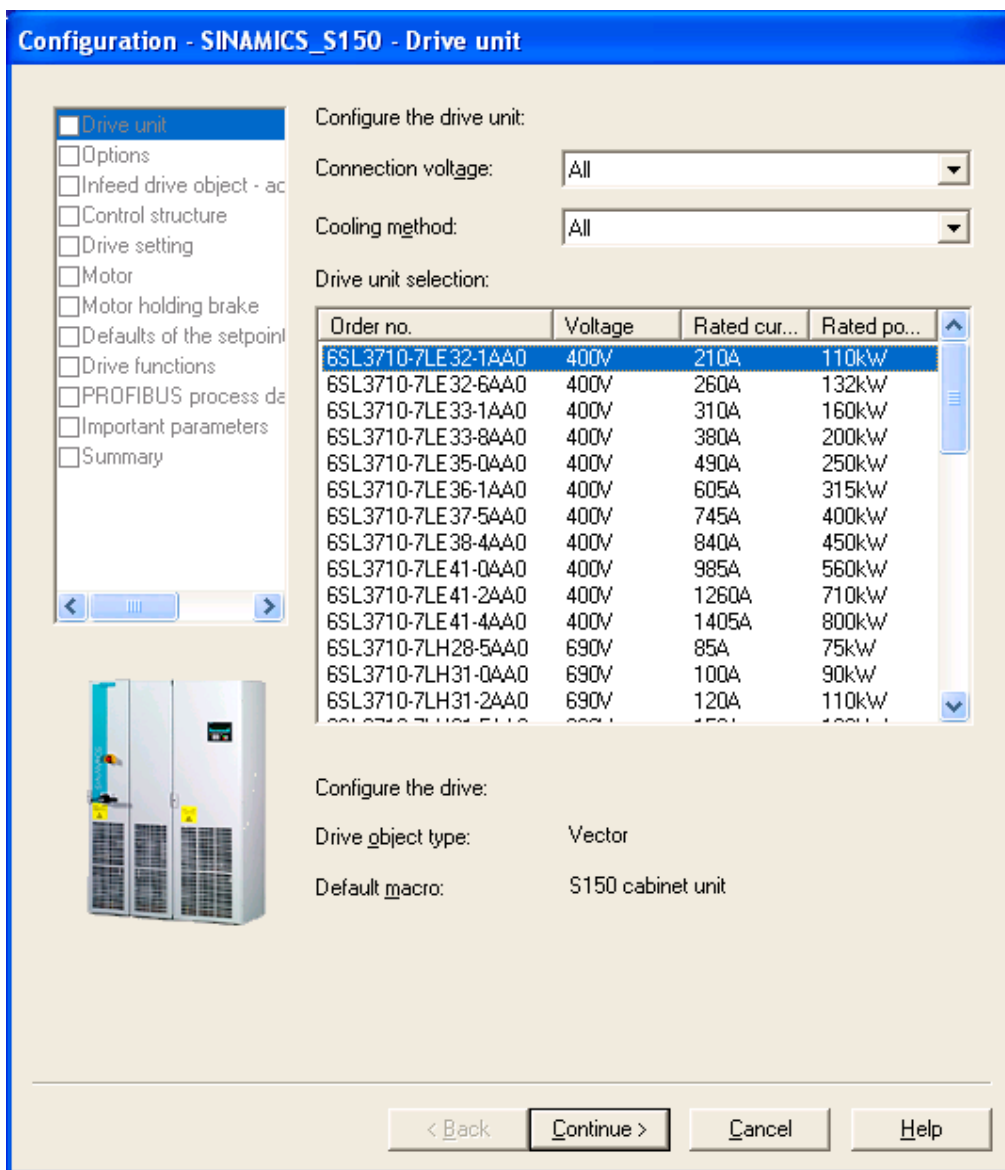 Configuration - SINAMICS_S150 - Drive unit
Drive unit
Options
Infeed drive object - ac
Control structure
Drive setting
Motor
Motor holding brake
Defaults of the setpoint
Drive functions
PROFIBUS process da
Important parameters
Summary
Configure the drive unit:
Connection voltage: All
Cooling method: All
Drive unit selection:
Order no. Voltage Rated cur... Rated po...
6SL3710-7LE32-1AA0 400V 210A 110kW
6SL3710-7LE32-6AA0 400V 260A 132kW
6SL3710-7LE33-1AA0 400V 310A 160kW
6SL3710-7LE33-8AA0 400V 380A 200kW
6SL3710-7LE35-0AA0 400V 490A 250kW
6SL3710-7LE36-1AA0 400V 605A 315kW
6SL3710-7LE37-5AA0 400V 745A 400kW
6SL3710-7LE38-4AA0 400V 840A 450kW
6SL3710-7LE41-0AA0 400V 985A 560kW
6SL3710-7LE41-2AA0 400V 1260A 710kW
6SL3710-7LE41-4AA0 400V 1405A 800kW
6SL3710-7LH28-5AA0 690V 85A 75kW
6SL3710-7LH31-0AA0 690V 100A 90kW
6SL3710-7LH31-2AA0 690V 120A 110kW
Configure the drive:
Drive object type: Vector
Default macro: S150 cabinet unit
< Back Continue > Cancel Help